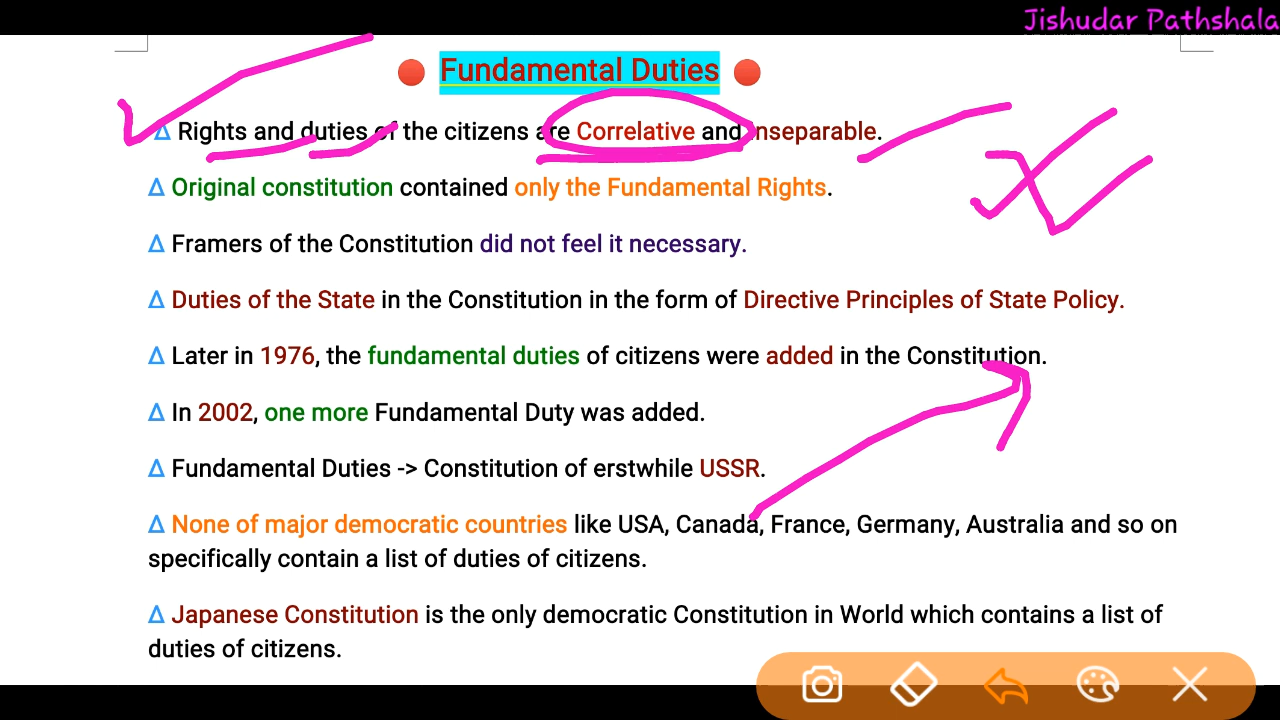 Jishudar Pathshala
Fundamental Duties
Δ Rights and duties of the citizens are Correlative and Inseparable.
Δ Original constitution contained only the Fundamental Rights.
Δ Framers of the Constitution did not feel it necessary.
Δ Duties of the State in the Constitution in the form of Directive Principles of State Policy.
Δ Later in 1976, the fundamental duties of citizens were added in the Constitution.
Δ In 2002, one more Fundamental Duty was added.
Δ Fundamental Duties -> Constitution of erstwhile USSR.
Δ None of major democratic countries like USA, Canada, France, Germany, Australia and so on
specifically contain a list of duties of citizens.
Δ Japanese Constitution is the only democratic Constitution in World which contains a list of
duties of citizens.